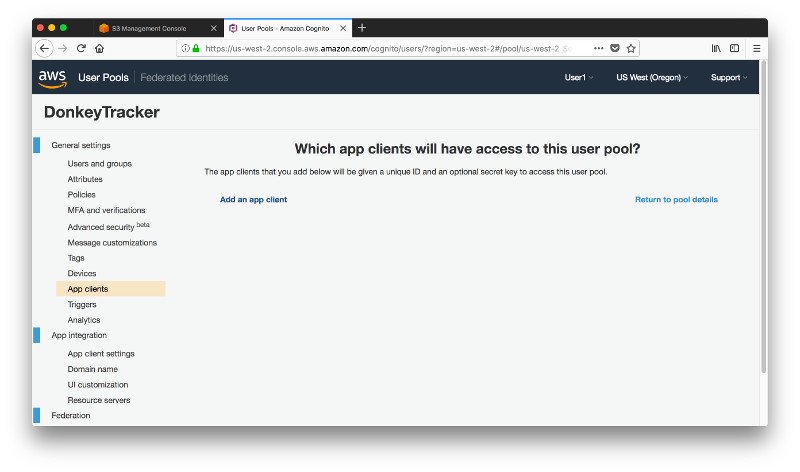 S3 Management Console
User Pools - Amazon Cognito
https://us-west-2.console.aws.amazon.com/cognito/users/?region=us-west-2#/pool/us-west-2_
aws User Pools Federated Identities User1 US West (Oregon) Support
DonkeyTracker
General settings
Users and groups
Attributes
Policies
MFA and verifications
Advanced security beta
Message customizations
Tags
Devices
App clients
Triggers
Analytics
App integration
App client settings
Domain name
UI customization
Resource servers
Federation
Which app clients will have access to this user pool?
The app clients that you add below will be given a unique ID and an optional secret key to access this user pool.
Add an app client
Return to pool details